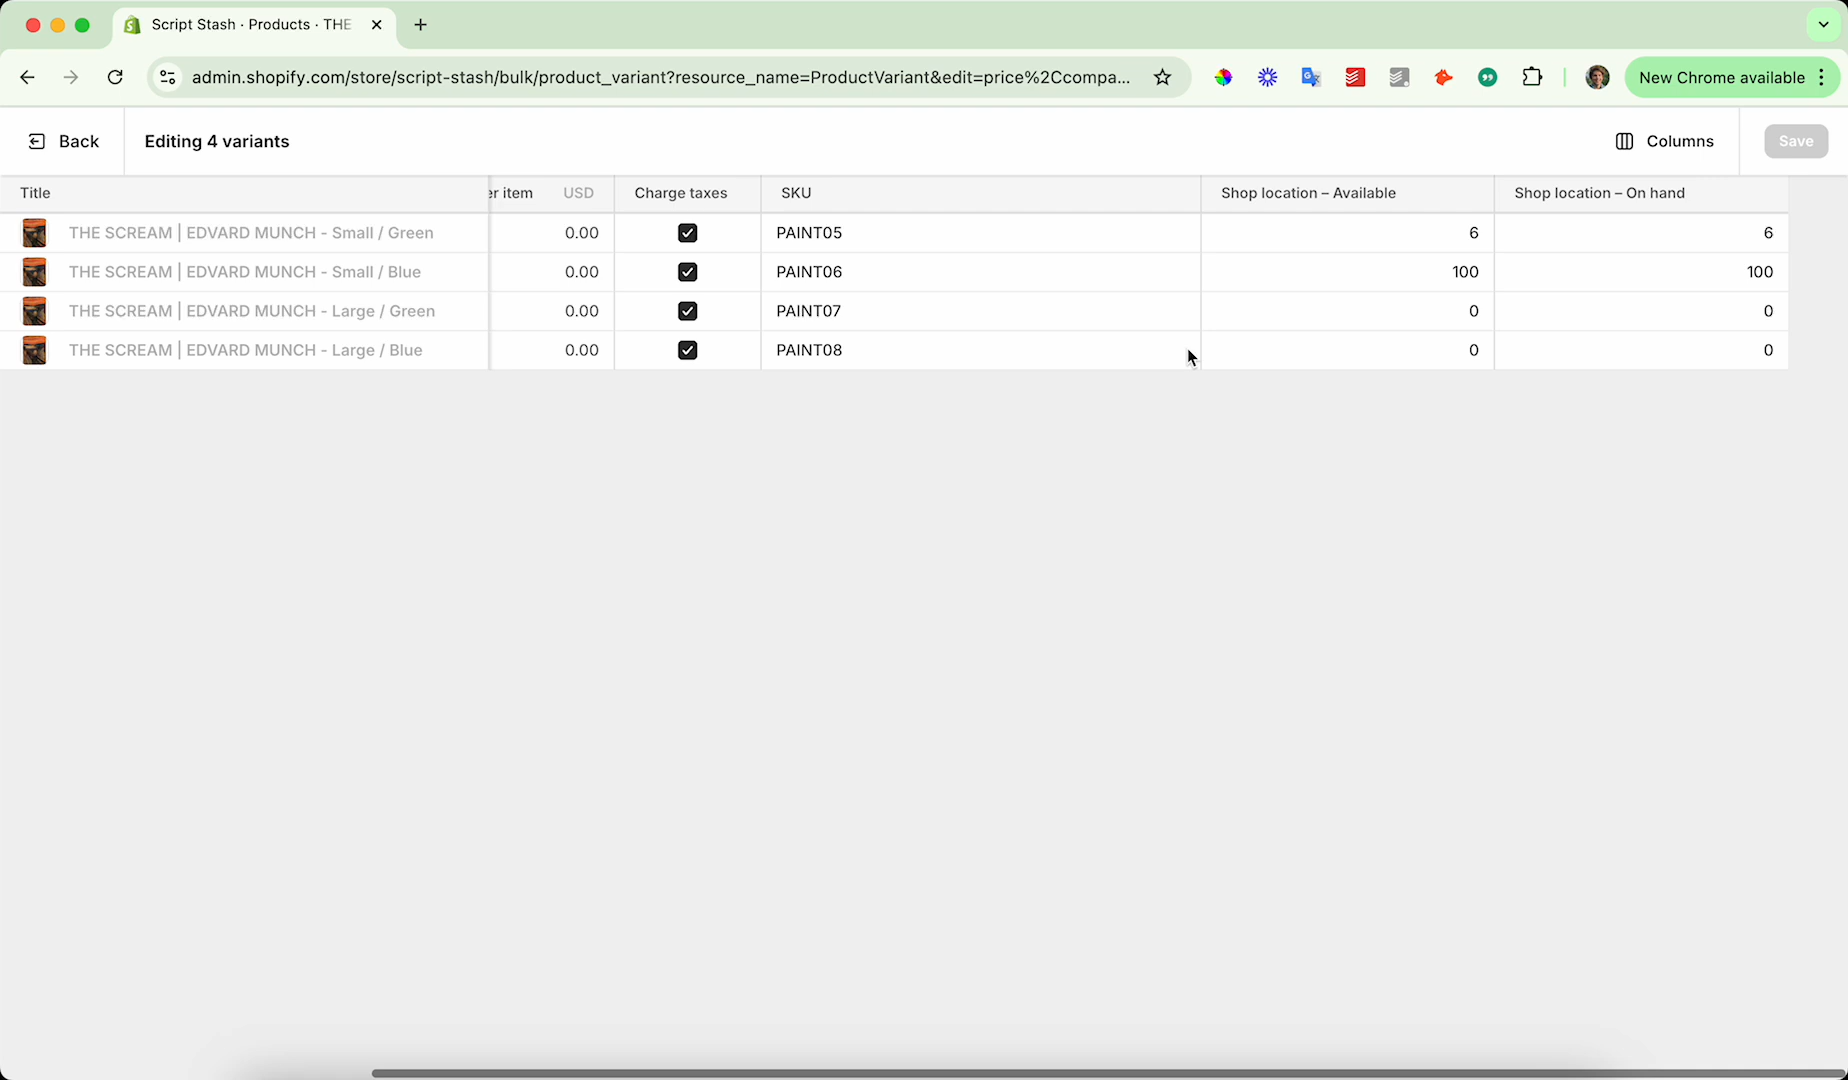 Script Stash · Products · THE
admin.shopify.com/store/script-stash/bulk/product_variant?resource_name=ProductVariant&edit=price%2Ccompa...
New Chrome available
Back
Editing 4 variants
Columns
Save
Title er item USD Charge taxes SKU Shop location – Available Shop location – On hand
THE SCREAM | EDVARD MUNCH - Small / Green 0.00 PAINT05 6 6
THE SCREAM | EDVARD MUNCH - Small / Blue 0.00 PAINT06 100 100
THE SCREAM | EDVARD MUNCH - Large / Green 0.00 PAINT07 0 0
THE SCREAM | EDVARD MUNCH - Large / Blue 0.00 PAINT08 0 0